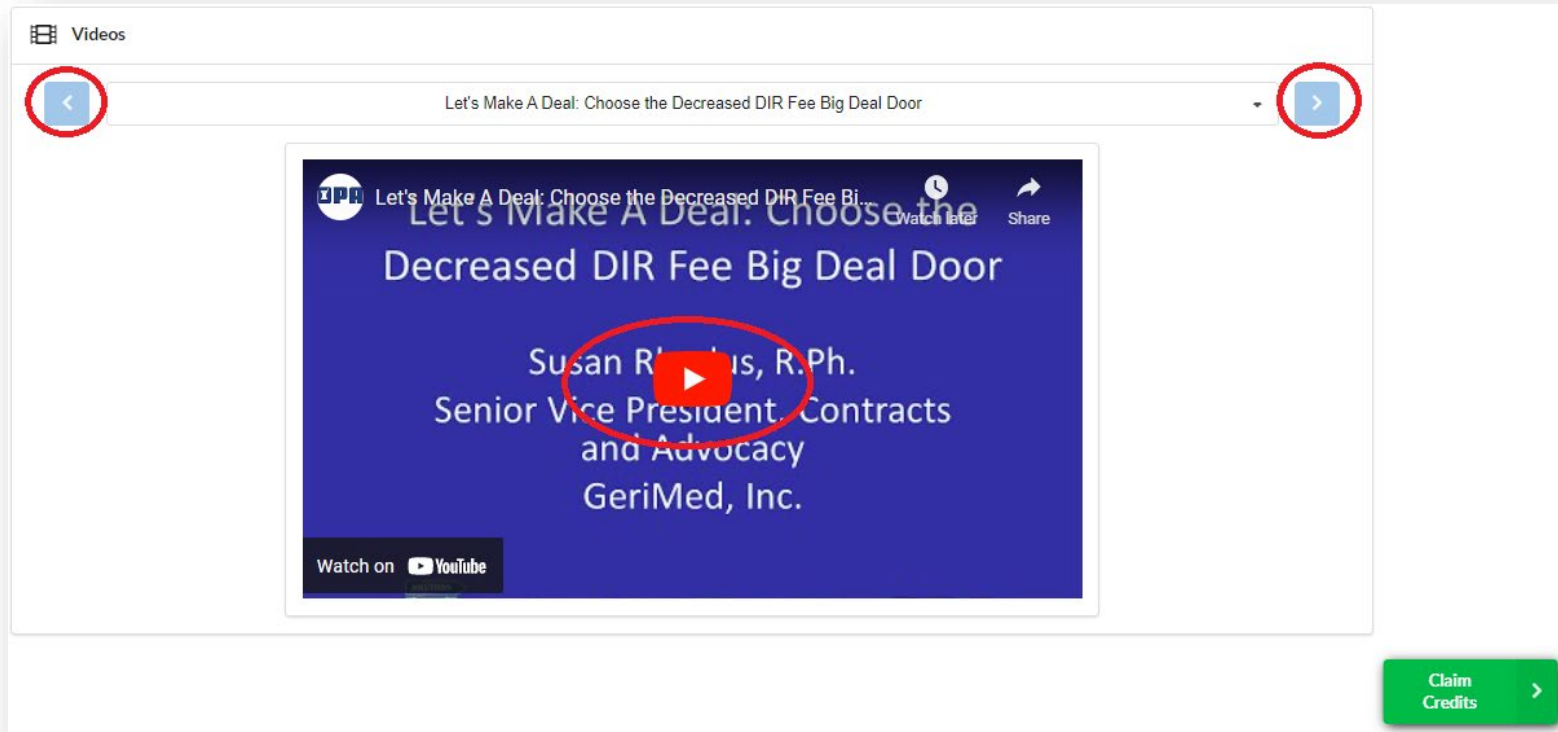 Videos
Let's Make A Deal: Choose the Decreased DIR Fee Big Deal Door
OPA Let's Make A Deal: Choose the Decreased DIR Fee Bi...
Watch later
Share
Let's Make A Deal: Choose the
Decreased DIR Fee Big Deal Door
Susan R.Ph.
Senior Vice President, Contracts
and Advocacy
GeriMed, Inc.
Watch on YouTube
Claim
Credits